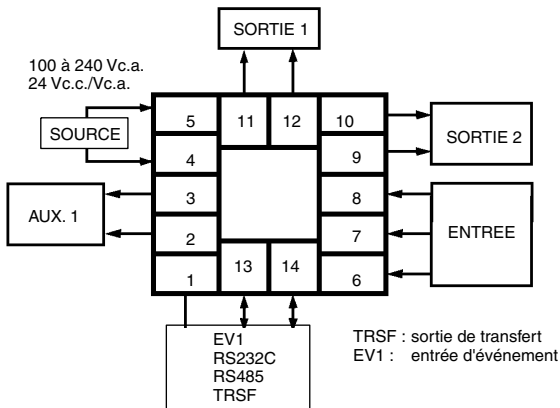 SORTIE 1
100 à 240 Vc.a.
24 Vc.c./Vc.a.
SOURCE
5
11
12
10
SORTIE 2
4
9
3
8
AUX. 1
ENTREE
2
7
1
13
14
6
EV1
RS232C
RS485
TRSF
TRSF : sortie de transfert
EV1 : entrée d'événement